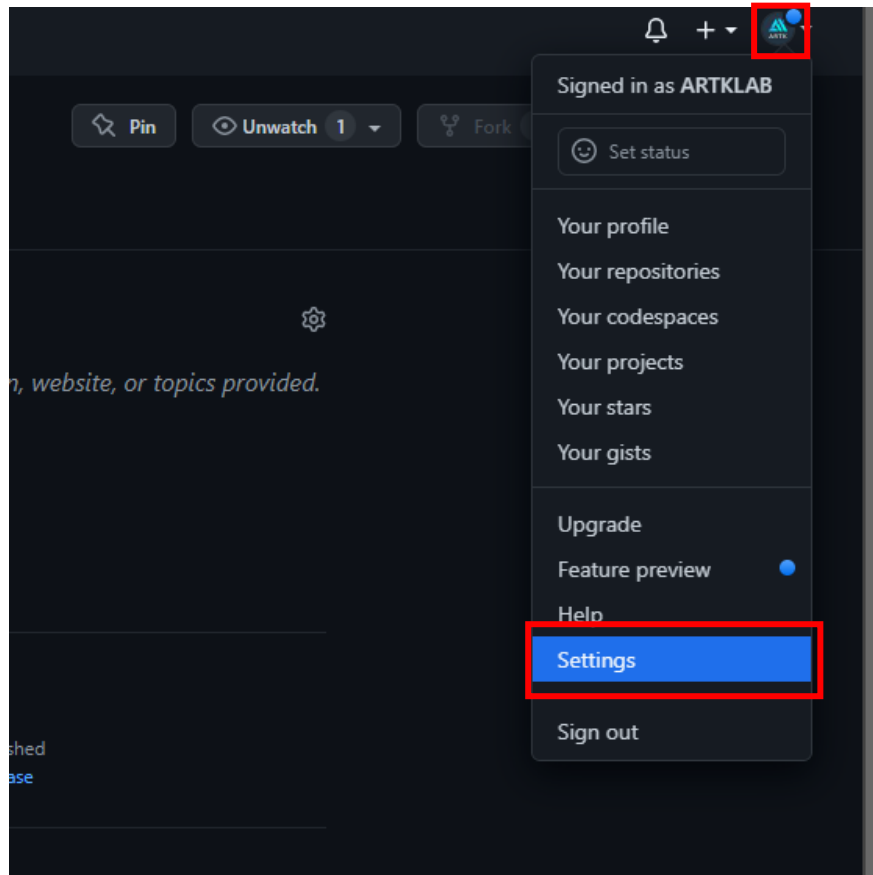 ARTK
Signed in as ARTKLAB
Pin
Unwatch 1
Fork
Set status
Your profile
Your repositories
Your codespaces
Your projects
Your stars
Your gists
n, website, or topics provided.
Upgrade
Feature preview
Help
Settings
Sign out
shed
ase